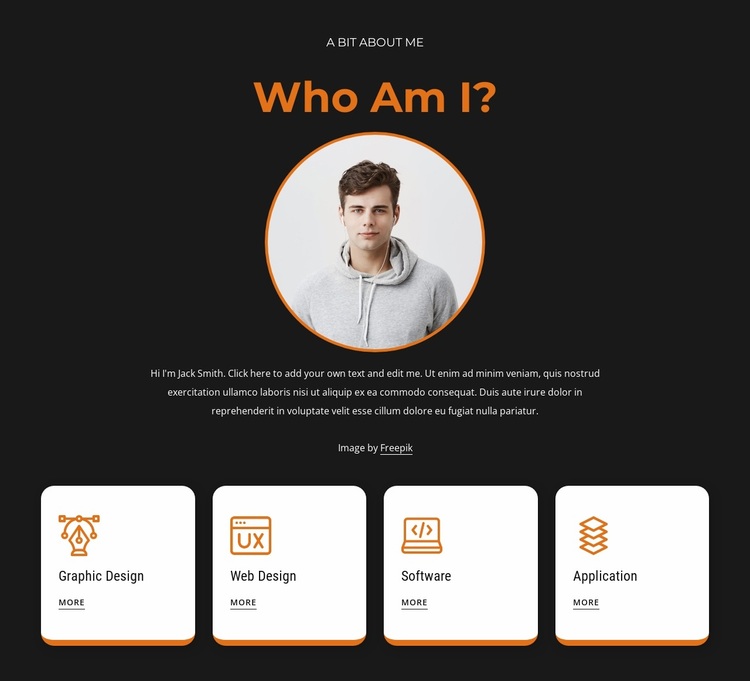 A BIT ABOUT ME
Who Am I?
Hi I'm Jack Smith. Click here to add your own text and edit me. Ut enim ad minim veniam, quis nostrud
exercitation ullamco laboris nisi ut aliquip ex ea commodo consequat. Duis aute irure dolor in
reprehenderit in voluptate velit esse cillum dolore eu fugiat nulla pariatur.
Image by Freepik
UX
</>
Graphic Design
Web Design
Software
Application
MORE
MORE
MORE
MORE